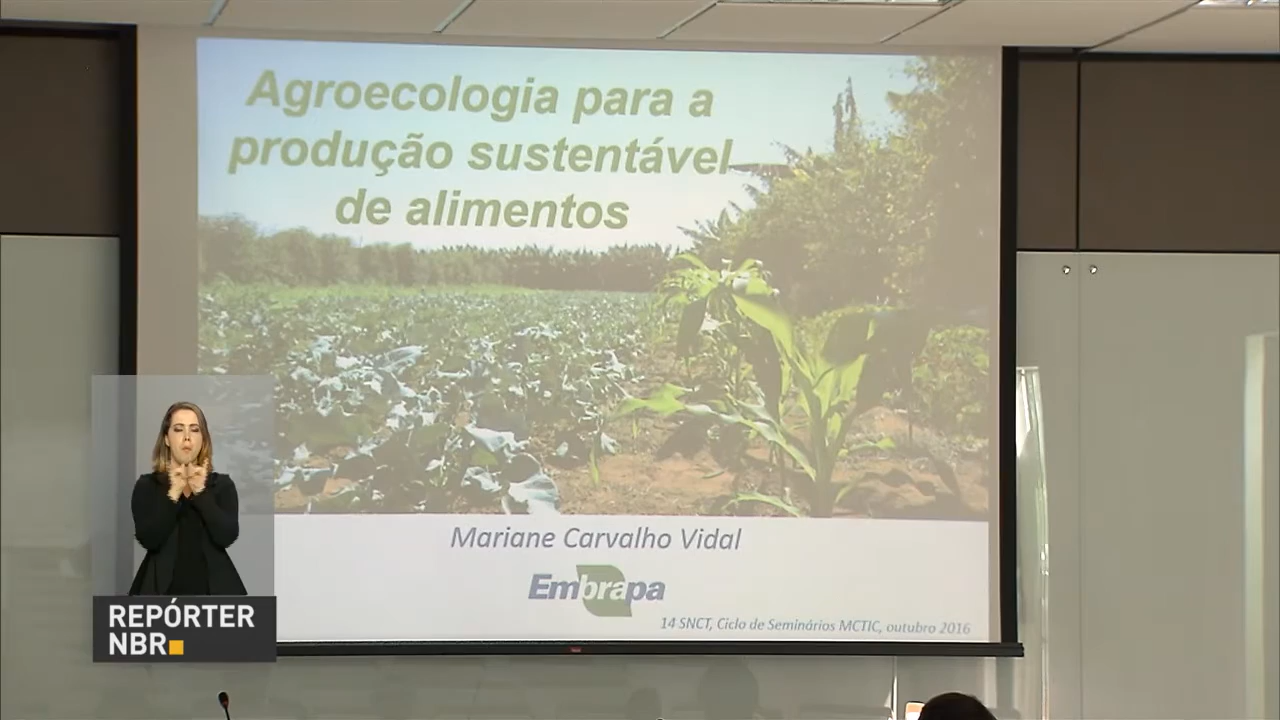 Agroecologia para a
produção sustentável
de alimentos
Mariane Carvalho Vidal
Embrapa
14 SNCT, Ciclo de Seminários MCTIC, outubro 2016
REPÓRTER
NBR